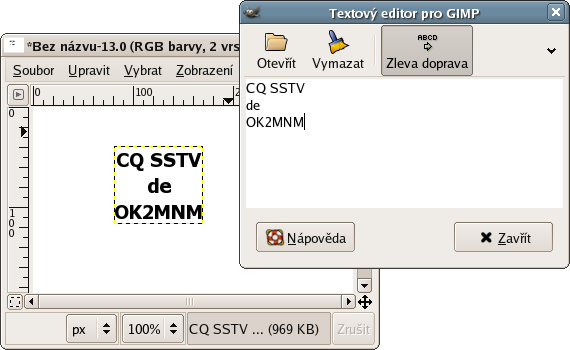 Textový editor pro GIMP
Otevřít
Vymazat
ABCD
Zleva doprava
CQ SSTV
de
OK2MNM
Nápověda
Zavřít
*Bez názvu-13.0 (RGB barvy, 2 vrs
Soubor Upravit Vybrat Zobrazení
0 100 2
0
100
CQ SSTV
de
OK2MNM
px 100% CQ SSTV ... (969 KB) Zrušit